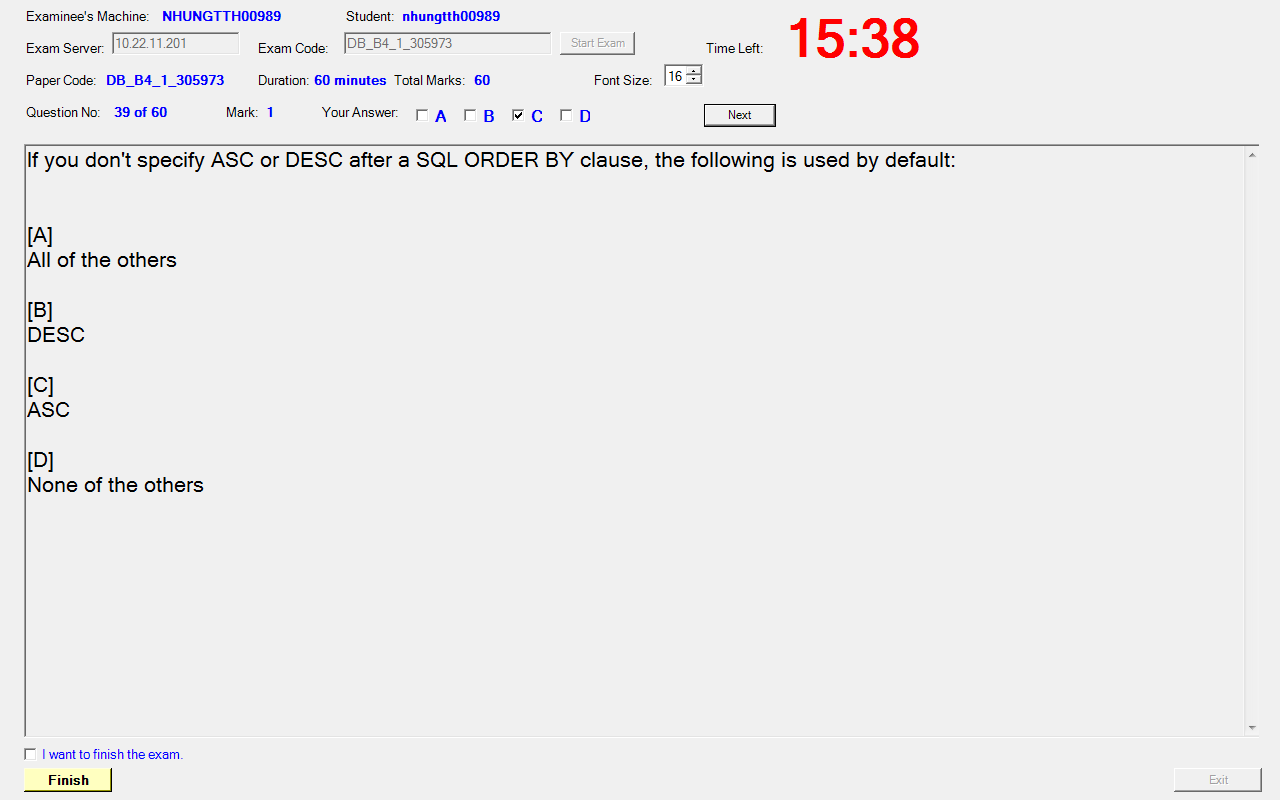 Examinee's Machine: NHUNGTTH00989 Student: nhungtth00989
Exam Server: 10.22.11.201 Exam Code: DB_B4_1_305973 Start Exam Time Left: 15:38
Paper Code: DB_B4_1_305973 Duration: 60 minutes Total Marks: 60 Font Size: 16
Question No: 39 of 60 Mark: 1 Your Answer: A B C D Next
If you don't specify ASC or DESC after a SQL ORDER BY clause, the following is used by default:
[A]
All of the others
[B]
DESC
[C]
ASC
[D]
None of the others
I want to finish the exam.
Finish Exit